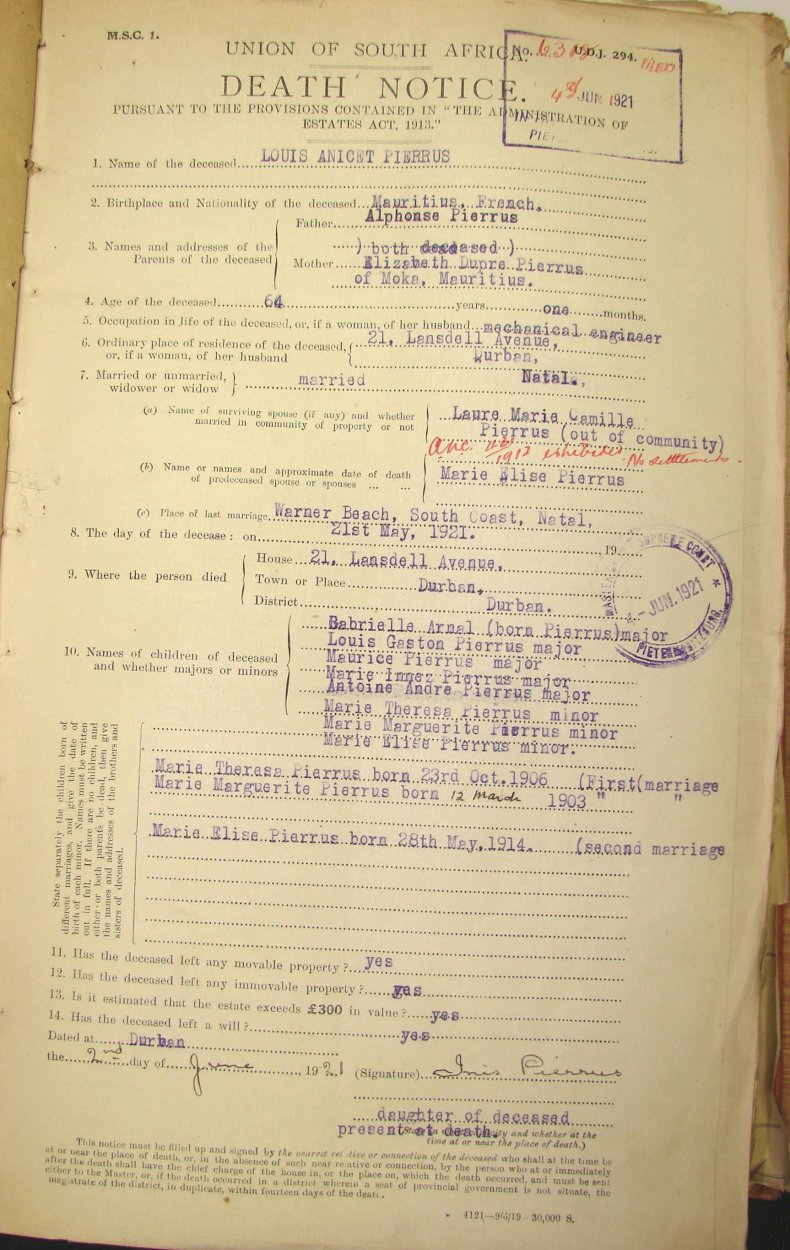 M.S.C. 1.
UNION OF SOUTH AFRICA.
No. U.D.J. 294.
FILED
DEATH NOTICE.
JUN 1921
PURSUANT TO THE PROVISIONS CONTAINED IN "THE ADMINISTRATION OF
ESTATES ACT, 1913."
1. Name of the deceased LOUIS ANICET PIERRUS
2. Birthplace and Nationality of the deceased Mauritius, French,
3. Names and addresses of the Parents of the deceased
Father Alphonse Pierrus
) both deceased )
Mother Elizabeth Dupre Pierrus
of Moka, Mauritius.
4. Age of the deceased 64 years one months.
5. Occupation in life of the deceased, or, if a woman, of her husband mechanical engineer
6. Ordinary place of residence of the deceased, 21, Lansdell Avenue,
or, if a woman, of her husband Durban,
7. Married or unmarried, widower or widow married Natal.,
(a) Name of surviving spouse (if any) and whether Laure Marie Camille
married in community of property or not Pierrus (out of community)
1912 exhibited No settlements.
(b) Name or names and approximate date of death Marie Elise Pierrus
of predeceased spouse or spouses ... ...
(c) Place of last marriage Warner Beach, South Coast, Natal,
8. The day of the decease: on 21st May, 1921. , 19
9. Where the person died
House 21, Lansdell Avenue,
Town or Place Durban,
District Durban.
SUPREME COURT
JUN. 1921
10. Names of children of deceased
and whether majors or minors
Babrielle Arnal (born Pierrus)major
Louis Gaston Pierrus major
Maurice Pierrus major
Marie Innez Pierrus major
Antoine Andre Pierrus major
Marie Theresa Pierrus minor
Marie Marguerite Pierrus minor
Marie Elise Pierrus minor.
State separately the children born of
different marriages, and give the date of
birth of each minor. Names must be written
out in full. If there are no children, and
either or both parents be dead, then give
the names and addresses of the brothers and
sisters of deceased.
Marie Theresa Pierrus born 23rd Oct,1906 (First(marriage
Marie Marguerite Pierrus born 12 March 1903 " "
Marie Elise Pierrus born 28th May,1914. (second marriage
11. Has the deceased left any movable property? yes
12. Has the deceased left any immovable property? yes
13. Is it estimated that the estate exceeds £300 in value? yes
14. Has the deceased left a will? yes
Dated at Durban
the 2nd day of June, 1921 (Signature) Inis Pierrus
daughter of deceased
present at death.
and whether at the
time at or near the place of death.)
This notice must be filled up and signed by the nearest relative or connection of the deceased who shall at the time be
at or near the place of death, or, in the absence of such near relative or connection, by the person who at or immediately
after the death shall have the chief charge of the house in, or the place on, which the death occurred, and must be sent
either to the Master, or, if the death occurred in a district wherein a seat of provincial government is not situate, the
magistrate of the district, in duplicate, within fourteen days of the death.
4121—9/5/19—30,000 S.